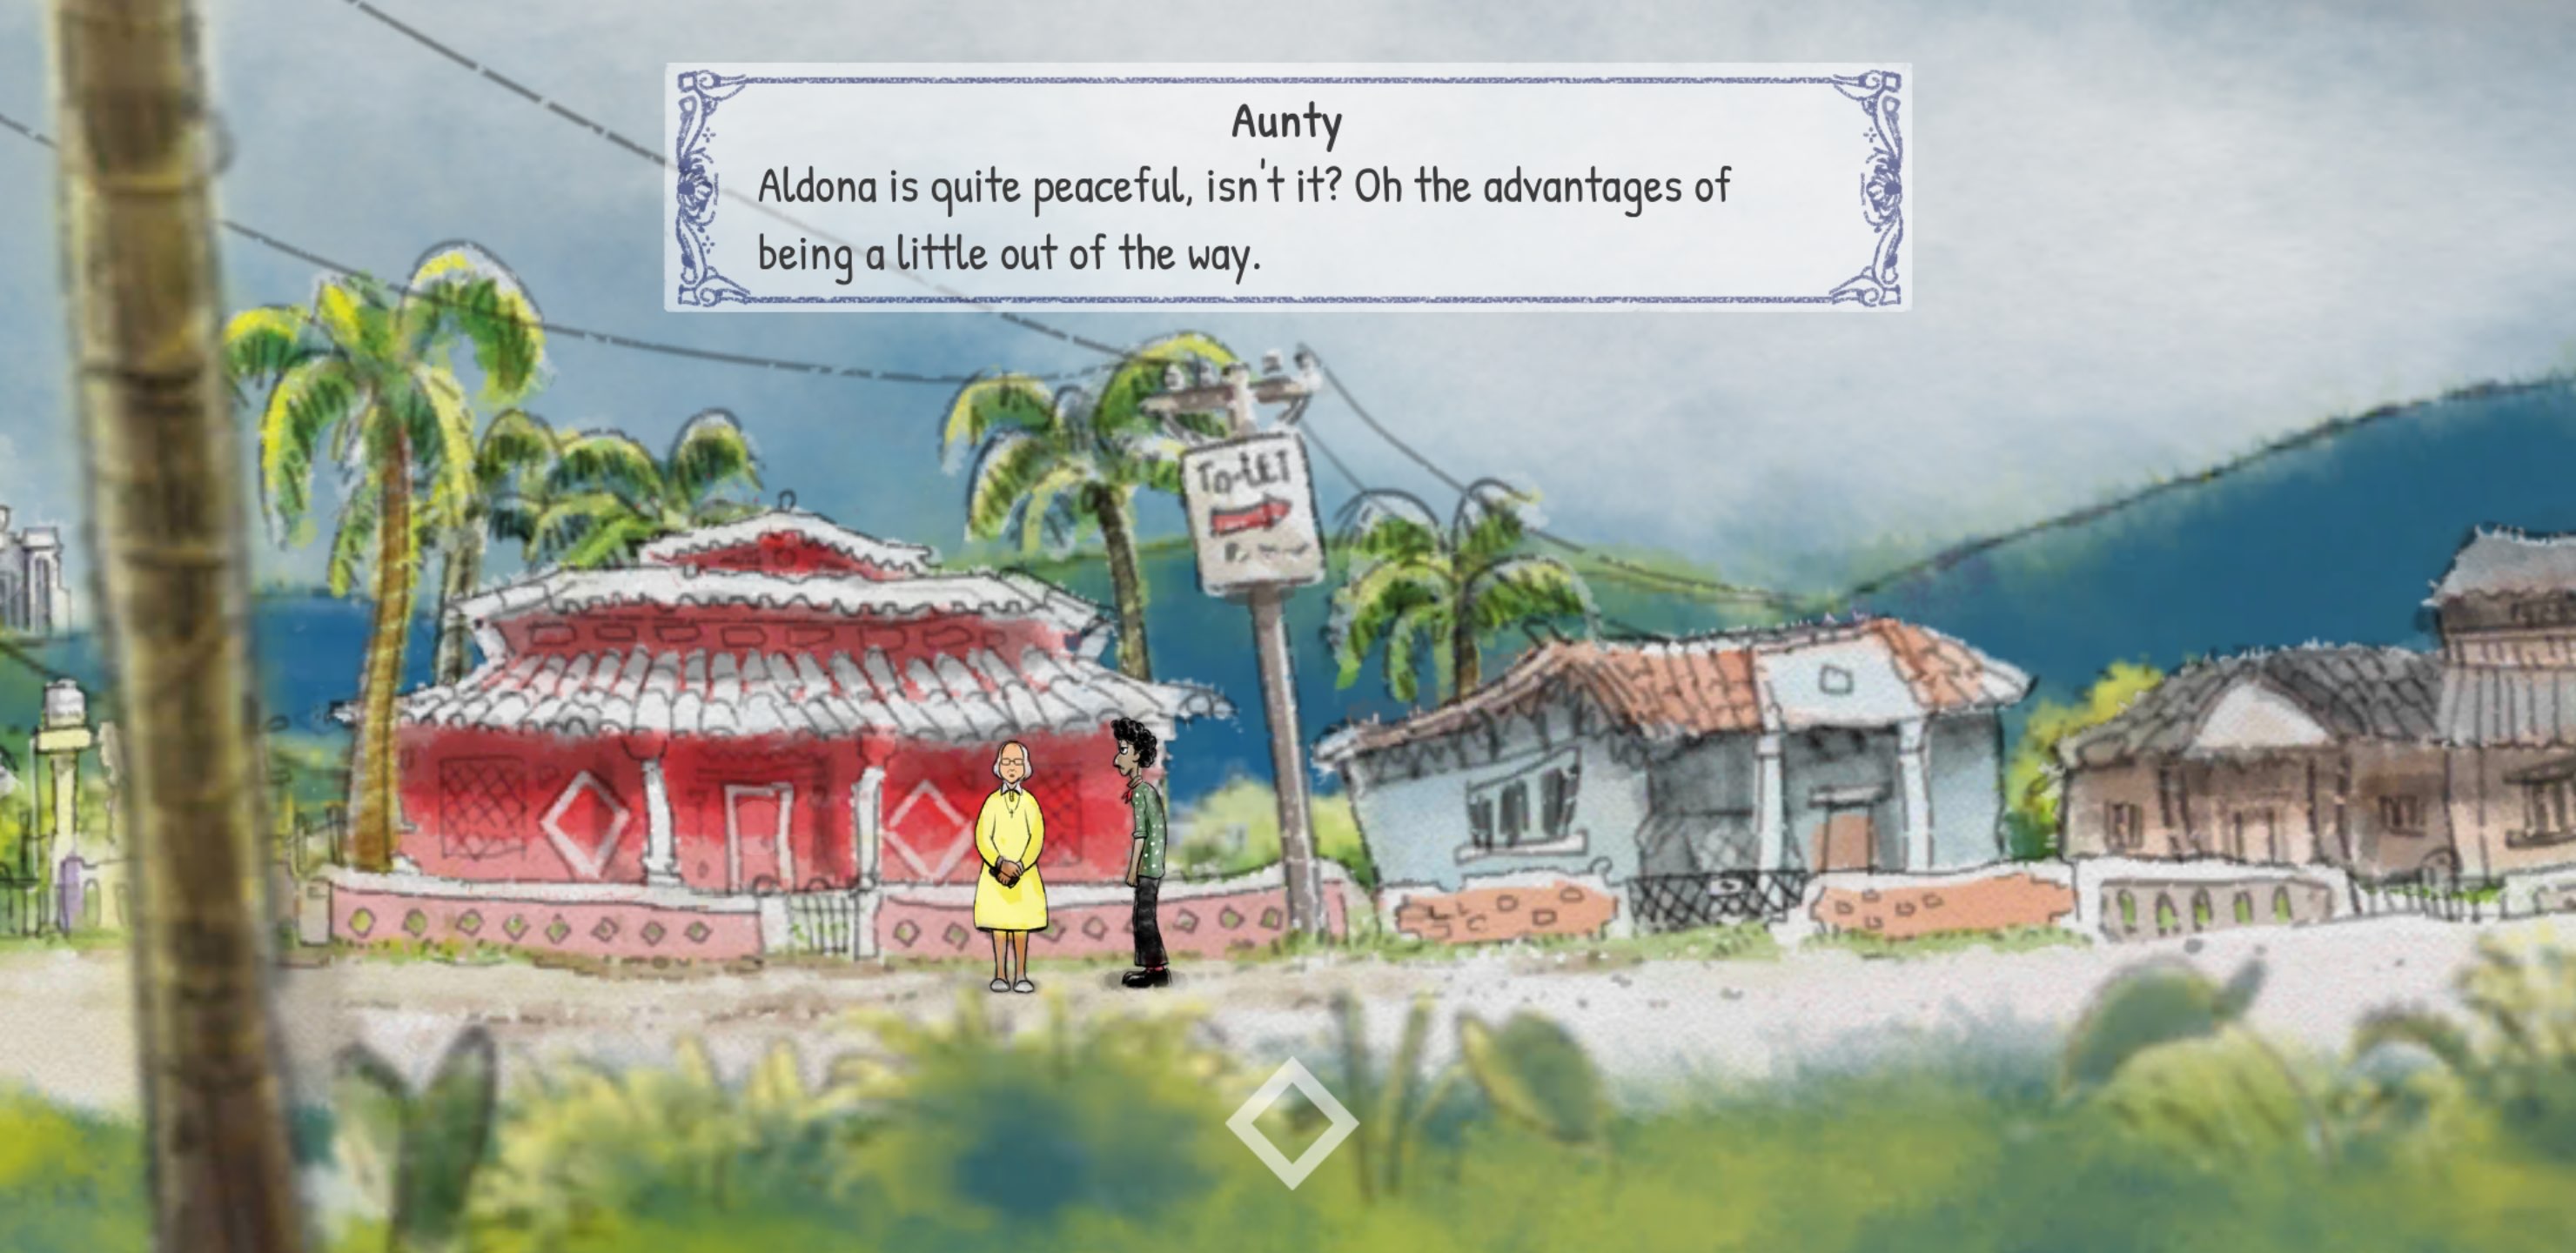 Aunty
Aldona is quite peaceful, isn't it? Oh the advantages of
being a little out of the way.
TO-LET